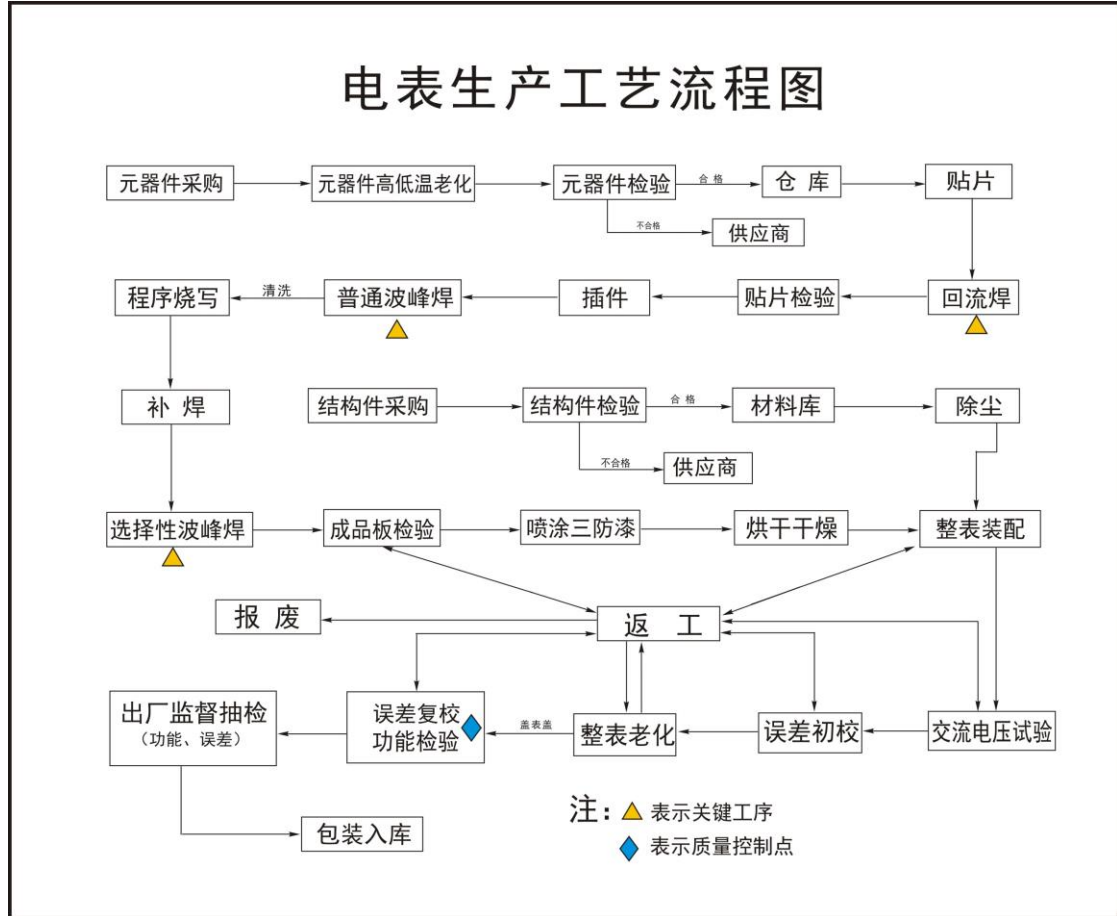 电表生产工艺流程图
元器件采购
元器件高低温老化
元器件检验
合格
仓库
贴片
不合格
供应商
程序烧写
清洗
普通波峰焊
插件
贴片检验
回流焊
补焊
结构件采购
结构件检验
合格
材料库
除尘
不合格
供应商
选择性波峰焊
成品板检验
喷涂三防漆
烘干干燥
整表装配
报废
返工
出厂监督抽检
（功能、误差）
误差复校
功能检验
盖表盖
整表老化
误差初校
交流电压试验
包装入库
注：
表示关键工序
表示质量控制点